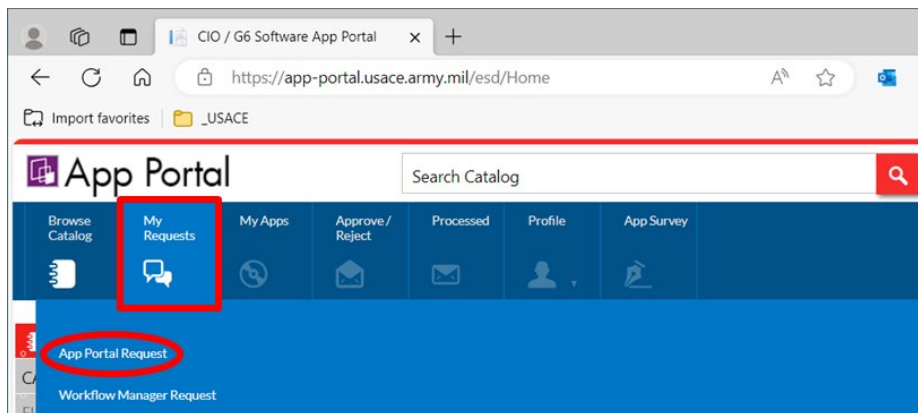 CIO / G6 Software App Portal
https://app-portal.usace.army.mil/esd/Home
Import favorites
_USACE
App Portal
Search Catalog
Browse Catalog
My Requests
My Apps
Approve / Reject
Processed
Profile
App Survey
App Portal Request
Workflow Manager Request